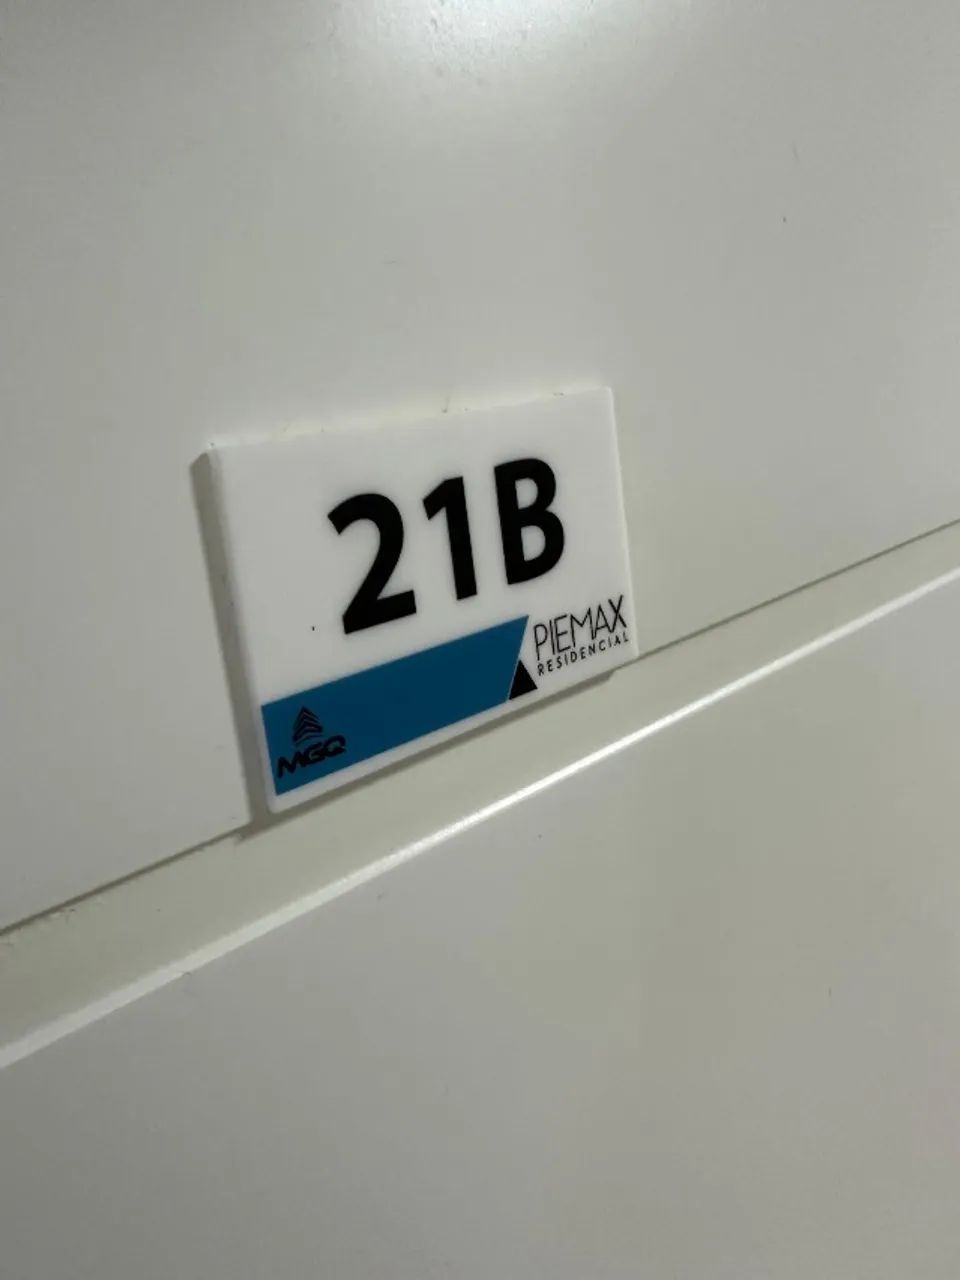 21B
PIEMAX
RESIDENCIAL
MGQ